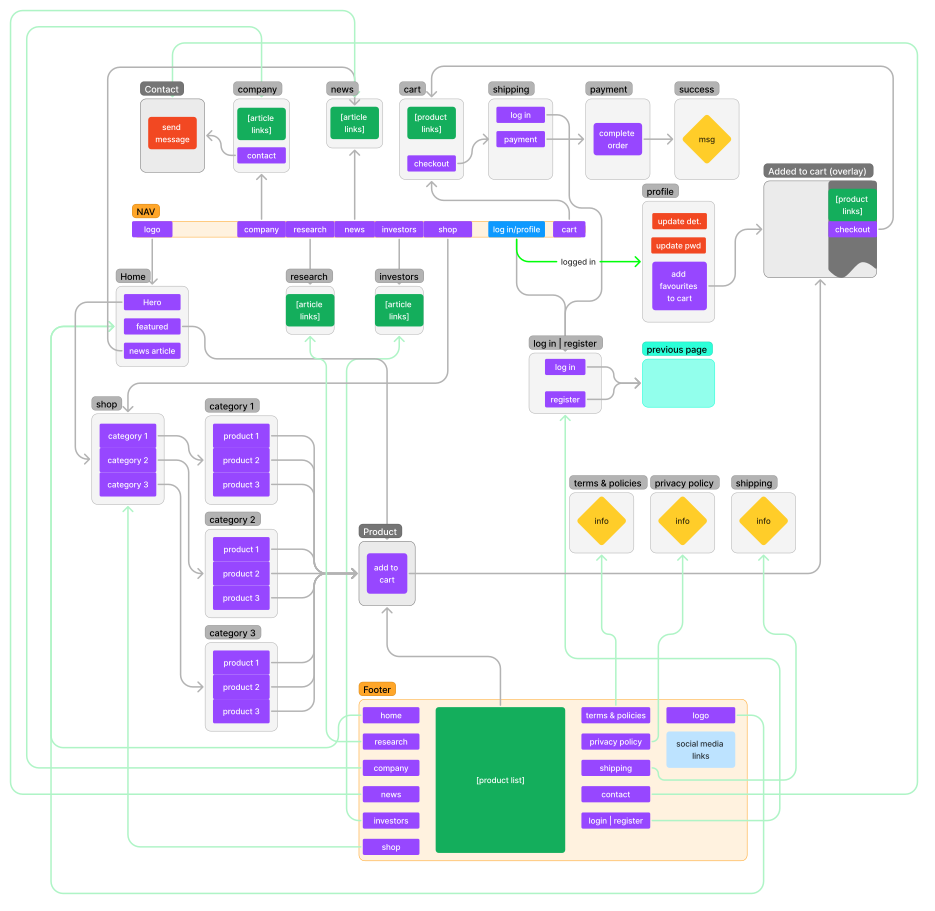 Contact
send
message
company
[article
links]
contact
news
[article
links]
cart
[product
links]
checkout
shipping
log in
payment
payment
complete
order
success
msg
Added to cart (overlay)
[product
links]
checkout
profile
update det.
update pwd
add
favourites
to cart
NAV
logo
company
research
news
investors
shop
log in/profile
cart
logged in
Home
Hero
featured
news article
research
[article
links]
investors
[article
links]
log in | register
log in
register
previous page
shop
category 1
category 2
category 3
category 1
product 1
product 2
product 3
category 2
product 1
product 2
product 3
category 3
product 1
product 2
product 3
Product
add to
cart
terms & policies
info
privacy policy
info
shipping
info
Footer
home
research
company
news
investors
shop
[product list]
terms & policies
privacy policy
shipping
contact
login | register
logo
social media
links